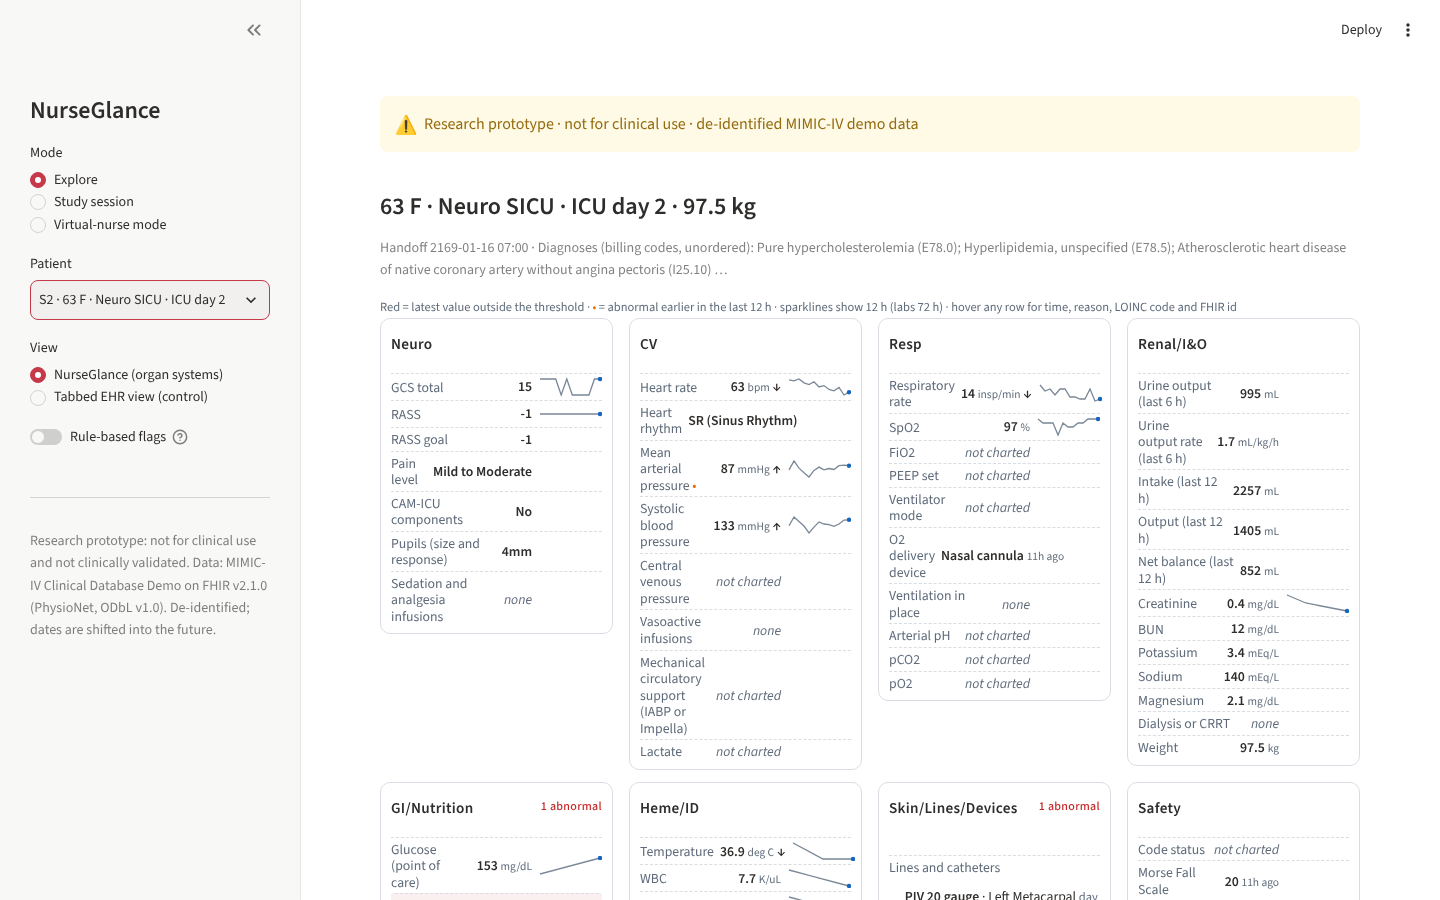 Deploy
NurseGlance
Mode
Explore
Study session
Virtual-nurse mode
Patient
S2 · 63 F · Neuro SICU · ICU day 2
View
NurseGlance (organ systems)
Tabbed EHR view (control)
Rule-based flags
Research prototype: not for clinical use
and not clinically validated. Data: MIMIC-
IV Clinical Database Demo on FHIR v2.1.0
(PhysioNet, ODbL v1.0). De-identified;
dates are shifted into the future.
⚠️ Research prototype · not for clinical use · de-identified MIMIC-IV demo data
63 F · Neuro SICU · ICU day 2 · 97.5 kg
Handoff 2169-01-16 07:00 · Diagnoses (billing codes, unordered): Pure hypercholesterolemia (E78.0); Hyperlipidemia, unspecified (E78.5); Atherosclerotic heart disease
of native coronary artery without angina pectoris (I25.10) …
Red = latest value outside the threshold · • = abnormal earlier in the last 12 h · sparklines show 12 h (labs 72 h) · hover any row for time, reason, LOINC code and FHIR id
Neuro
GCS total 15
RASS -1
RASS goal -1
Pain
level Mild to Moderate
CAM-ICU
components No
Pupils (size and
response) 4mm
Sedation and
analgesia
infusions none
CV
Heart rate 63 bpm ↓
Heart
rhythm SR (Sinus Rhythm)
Mean
arterial
pressure • 87 mmHg ↑
Systolic
blood
pressure 133 mmHg ↑
Central
venous
pressure not charted
Vasoactive
infusions none
Mechanical
circulatory
support
(IABP or
Impella) not charted
Lactate not charted
Resp
Respiratory
rate 14 insp/min ↓
SpO2 97 %
FiO2 not charted
PEEP set not charted
Ventilator
mode not charted
O2
delivery
device Nasal cannula 11h ago
Ventilation in
place none
Arterial pH not charted
pCO2 not charted
pO2 not charted
Renal/I&O
Urine output
(last 6 h) 995 mL
Urine
output rate
(last 6 h) 1.7 mL/kg/h
Intake (last 12
h) 2257 mL
Output (last 12
h) 1405 mL
Net balance (last
12 h) 852 mL
Creatinine 0.4 mg/dL
BUN 12 mg/dL
Potassium 3.4 mEq/L
Sodium 140 mEq/L
Magnesium 2.1 mg/dL
Dialysis or CRRT none
Weight 97.5 kg
GI/Nutrition 1 abnormal
Glucose
(point of
care) 153 mg/dL
Heme/ID
Temperature 36.9 deg C ↓
WBC 7.7 K/uL
Skin/Lines/Devices 1 abnormal
Lines and catheters
PIV 20 gauge · Left Metacarpal day
Safety
Code status not charted
Morse Fall
Scale 20 11h ago